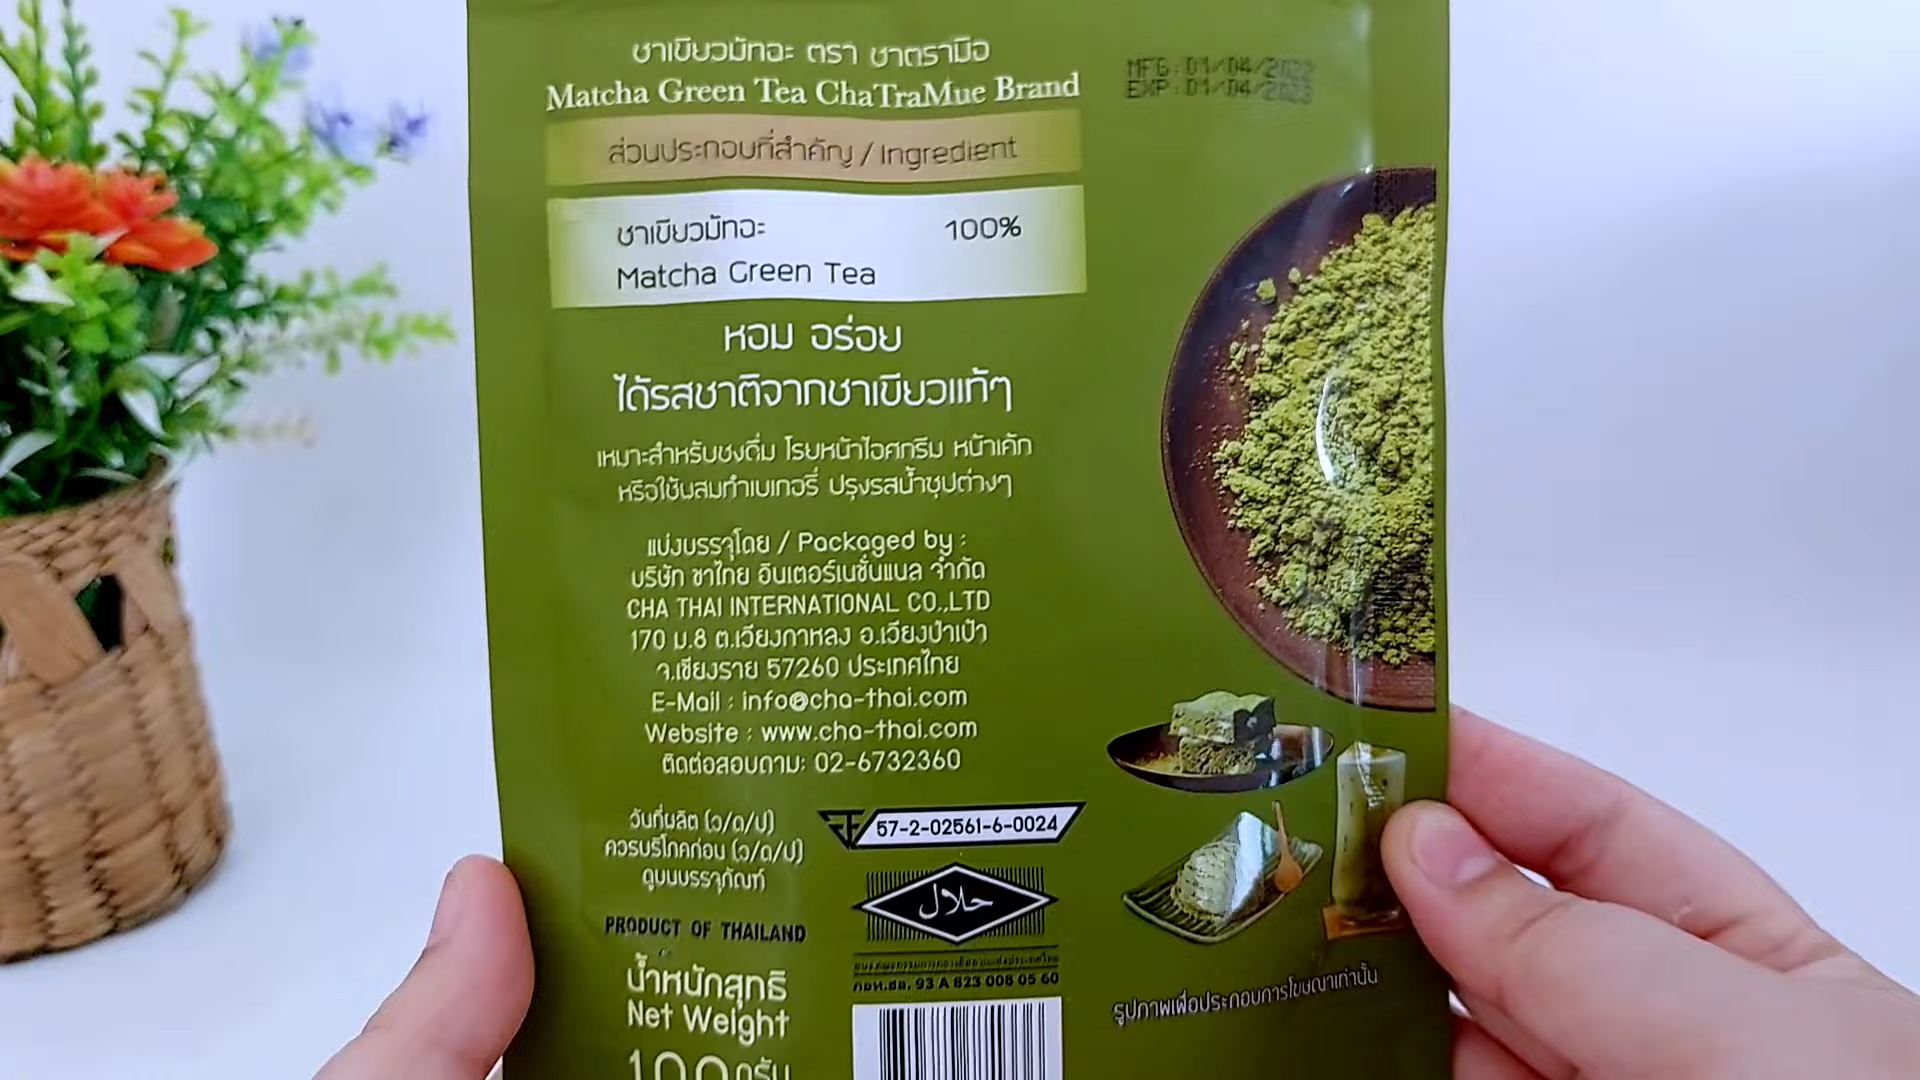 ชาเขียวมัทฉะ ตรา ชาตรามือ
Matcha Green Tea ChaTraMue Brand
MFG : 01/04/2022
EXP : 01/04/2023
ส่วนประกอบที่สำคัญ / Ingredient
ชาเขียวมัทฉะ 100%
Matcha Green Tea
หอม อร่อย
ได้รสชาติจากชาเขียวแท้ๆ
เหมาะสำหรับชงดื่ม โรยหน้าไอศกรีม หน้าเค้ก
หรือใช้ผสมทำเบเกอรี่ ปรุงรสน้ำซุปต่างๆ
แบ่งบรรจุโดย / Packaged by :
บริษัท ชาไทย อินเตอร์เนชั่นแนล จำกัด
CHA THAI INTERNATIONAL CO.,LTD
170 ม.8 ต.เวียงกาหลง อ.เวียงป่าเป้า
จ.เชียงราย 57260 ประเทศไทย
E-Mail : info@cha-thai.com
Website : www.cha-thai.com
ติดต่อสอบถาม: 02-6732360
วันที่ผลิต (ว/ด/ป)
ควรบริโภคก่อน (ว/ด/ป)
ดูบนบรรจุภัณฑ์
57-2-02561-6-0024
حلال
PRODUCT OF THAILAND
กอท.ฮล. 93 A 823 008 05 60
น้ำหนักสุทธิ
Net Weight
100 กรัม
รูปภาพเพื่อประกอบการโฆษณาเท่านั้น